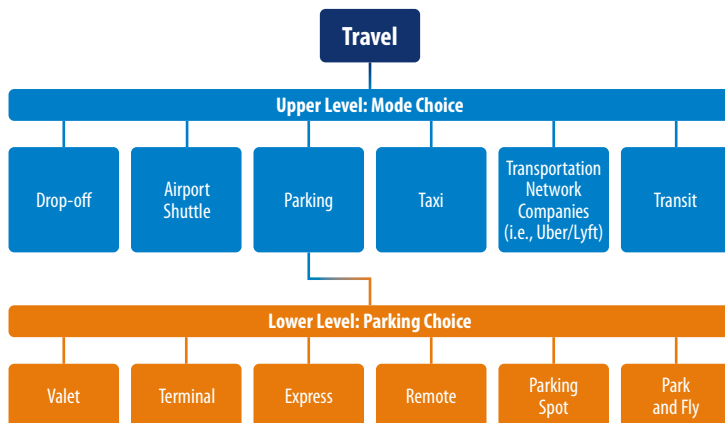 Travel
Upper Level: Mode Choice
Drop-off
Airport
Shuttle
Parking
Taxi
Transportation
Network
Companies
(i.e., Uber/Lyft)
Transit
Lower Level: Parking Choice
Valet
Terminal
Express
Remote
Parking
Spot
Park
and Fly